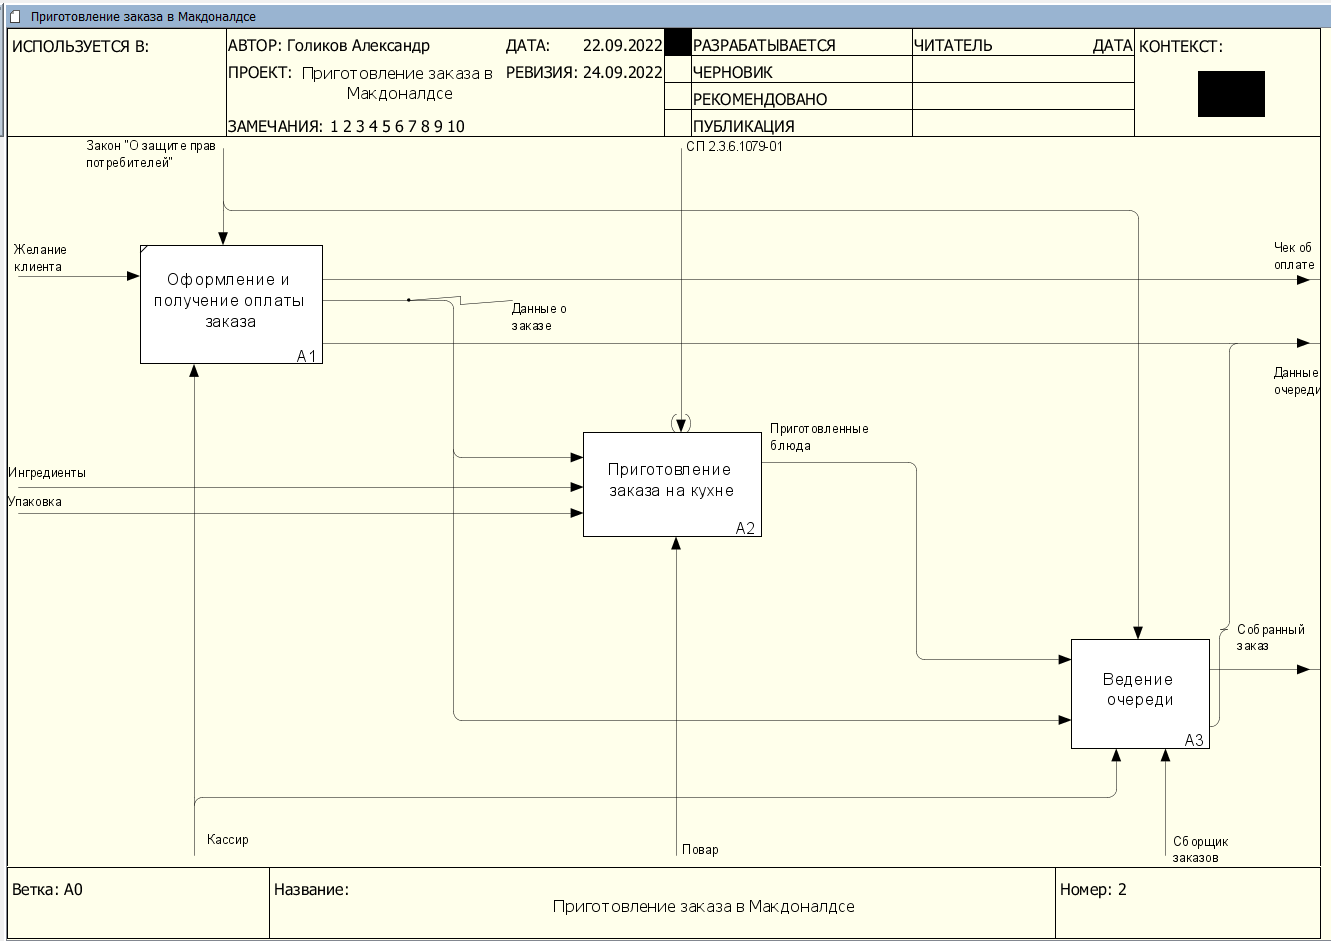 Приготовление заказа в Макдоналдсе
ИСПОЛЬЗУЕТСЯ В:
АВТОР: Голиков Александр
ДАТА: 22.09.2022
ПРОЕКТ: Приготовление заказа в
Макдоналдсе
РЕВИЗИЯ: 24.09.2022
ЗАМЕЧАНИЯ: 1 2 3 4 5 6 7 8 9 10
РАЗРАБАТЫВАЕТСЯ
ЧЕРНОВИК
РЕКОМЕНДОВАНО
ПУБЛИКАЦИЯ
ЧИТАТЕЛЬ ДАТА
КОНТЕКСТ:
Закон "О защите прав
потребителей"
СП 2.3.6.1079-01
Желание
клиента
Оформление и
получение оплаты
заказа
А1
Чек об
оплате
Данные о
заказе
Данные
очереди
Приготовленные
блюда
Ингредиенты
Упаковка
Приготовление
заказа на кухне
А2
Собранный
заказ
Ведение
очереди
А3
Кассир
Повар
Сборщик
заказов
Ветка: А0
Название:
Приготовление заказа в Макдоналдсе
Номер: 2